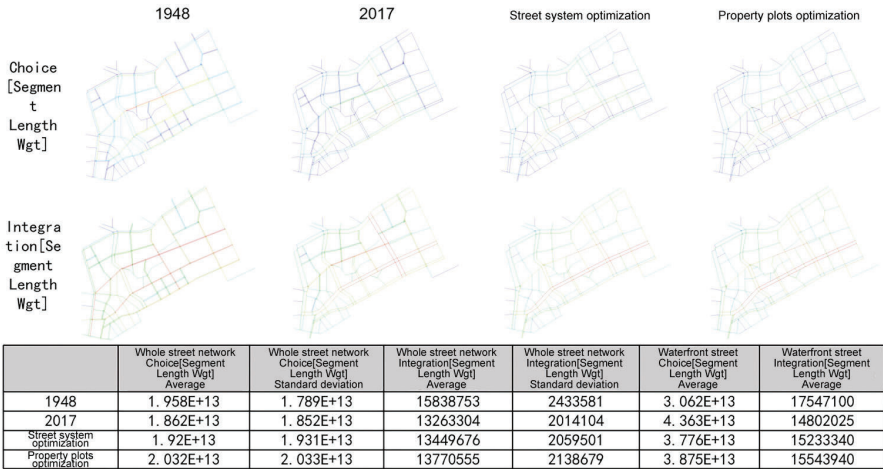 1948 2017 Street system optimization Property plots optimization
Choice
[Segmen
t
Length
Wgt]
Integra
tion[Se
gment
Length
Wgt]
Whole street network Choice[Segment Length Wgt] Average
Whole street network Choice[Segment Length Wgt] Standard deviation
Whole street network Integration[Segment Length Wgt] Average
Whole street network Integration[Segment Length Wgt] Standard deviation
Waterfront street Choice[Segment Length Wgt] Average
Waterfront street Integration[Segment Length Wgt] Average
1948 1. 958E+13 1. 789E+13 15838753 2433581 3. 062E+13 17547100
2017 1. 862E+13 1. 852E+13 13263304 2014104 4. 363E+13 14802025
Street system optimization 1. 92E+13 1. 931E+13 13449676 2059501 3. 776E+13 15233340
Property plots optimization 2. 032E+13 2. 033E+13 13770555 2138679 3. 875E+13 15543940